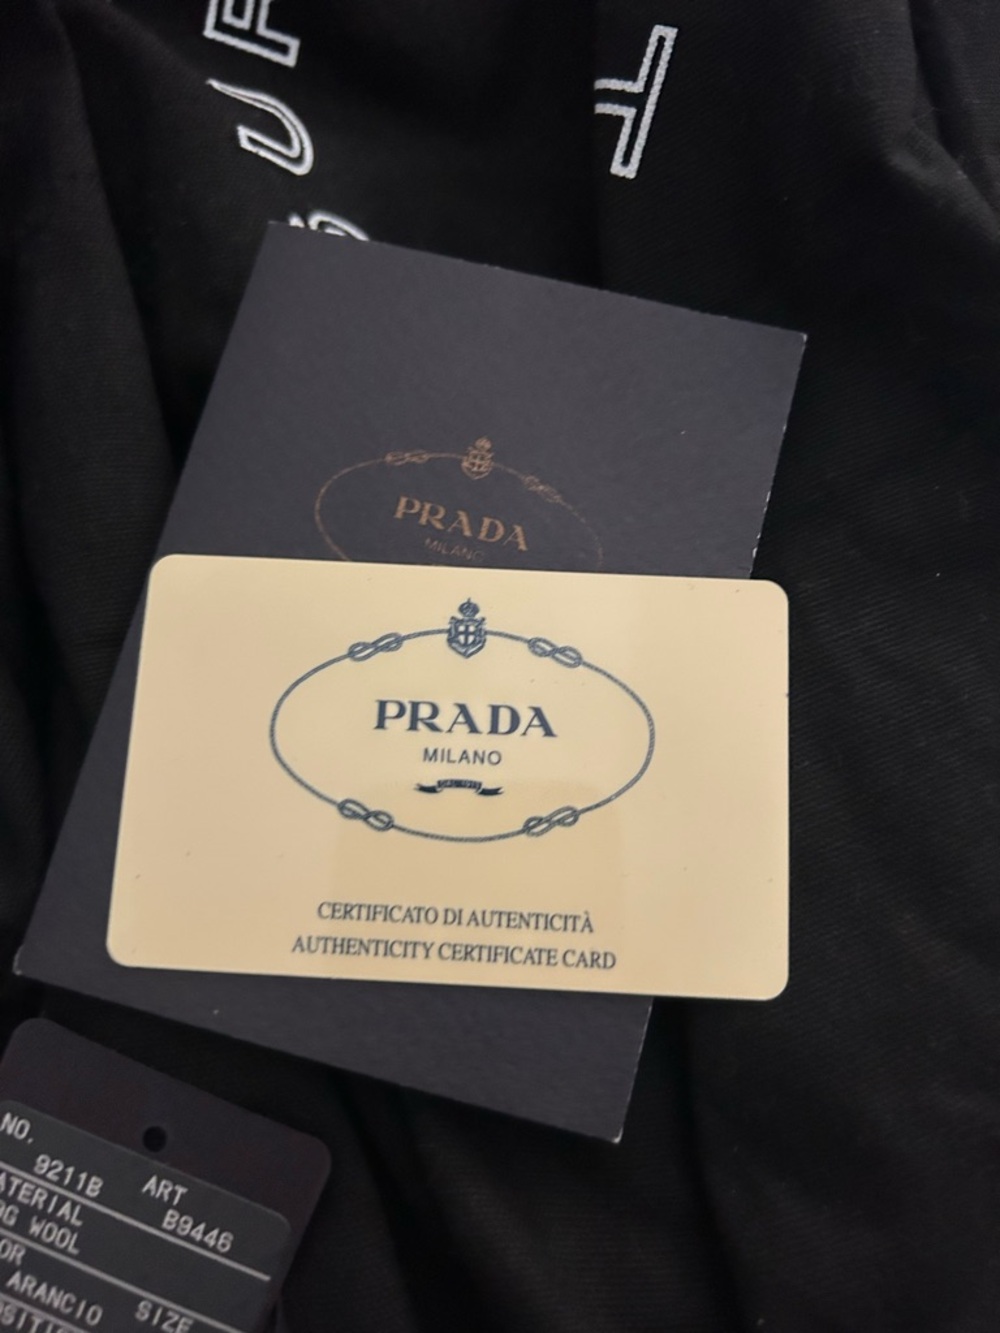 PRADA
MILANO
PRADA
MILANO
CERTIFICATO DI AUTENTICITÀ
AUTHENTICITY CERTIFICATE CARD
NO.
9211B ART
ATERIAL B9446
WOOL
OR
ARANCIO SIZE